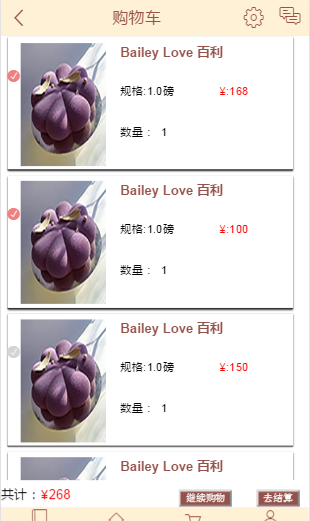 购物车
Bailey Love 百利
规格:1.0磅 ¥:168
数量： 1
Bailey Love 百利
规格:1.0磅 ¥:100
数量： 1
Bailey Love 百利
规格:1.0磅 ¥:150
数量： 1
Bailey Love 百利
共计：¥268 继续购物 去结算